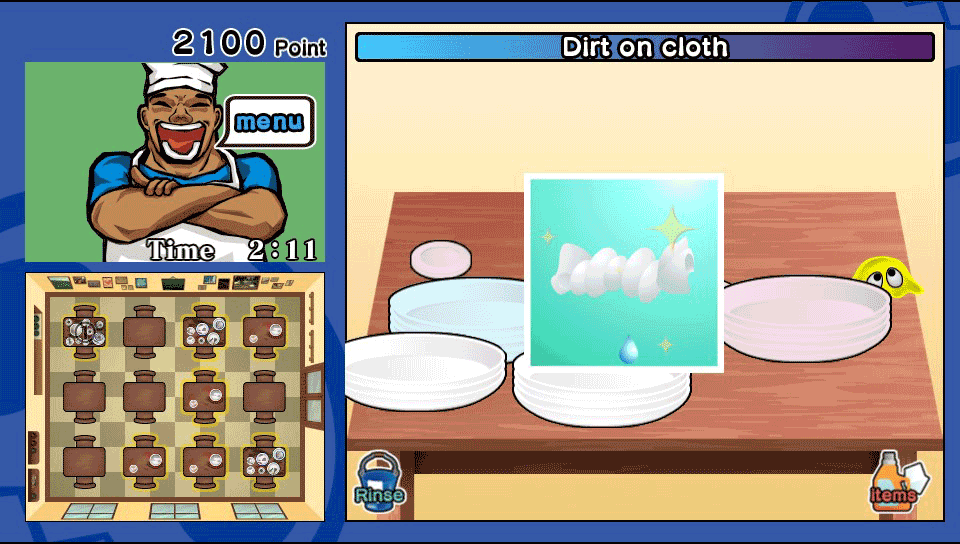 2100 Point
menu
Time 2:11
Dirt on cloth
Rinse
Items